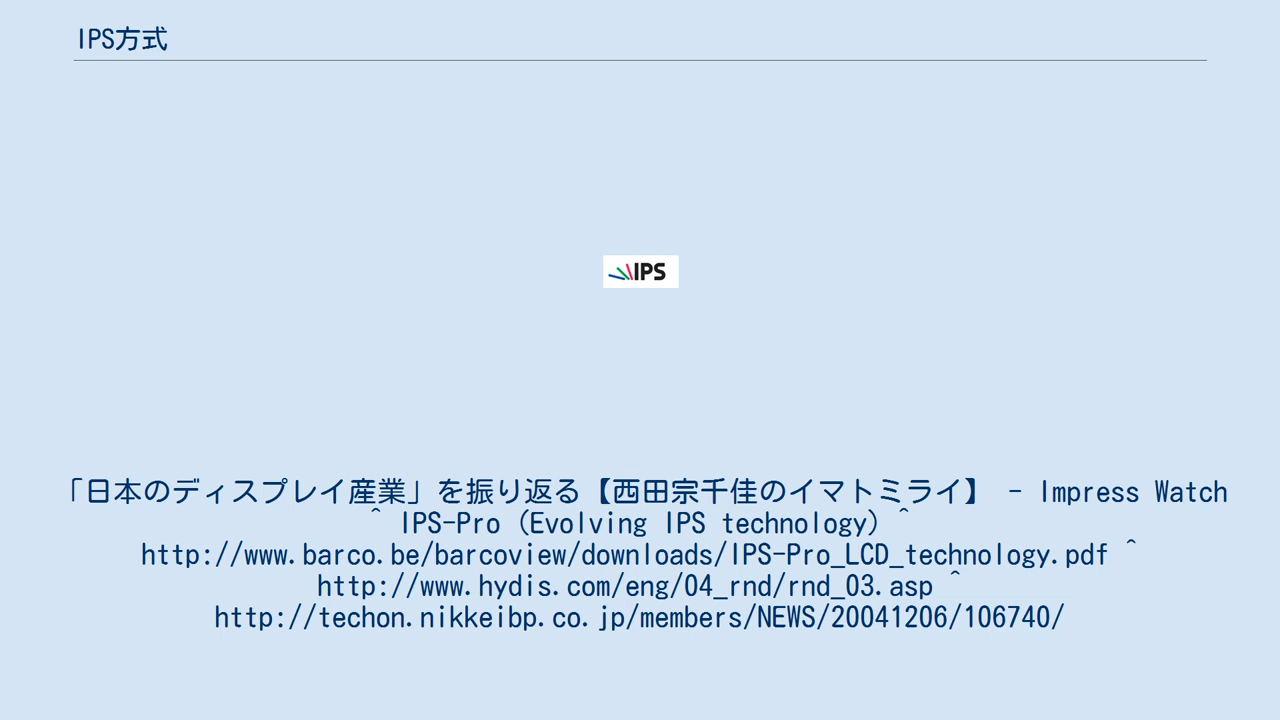 IPS方式
IPS
「日本のディスプレイ産業」を振り返る【西田宗千佳のイマトミライ】 - Impress Watch
^ IPS-Pro (Evolving IPS technology) ^
http://www.barco.be/barcoview/downloads/IPS-Pro_LCD_technology.pdf ^
http://www.hydis.com/eng/04_rnd/rnd_03.asp ^
http://techon.nikkeibp.co.jp/members/NEWS/20041206/106740/